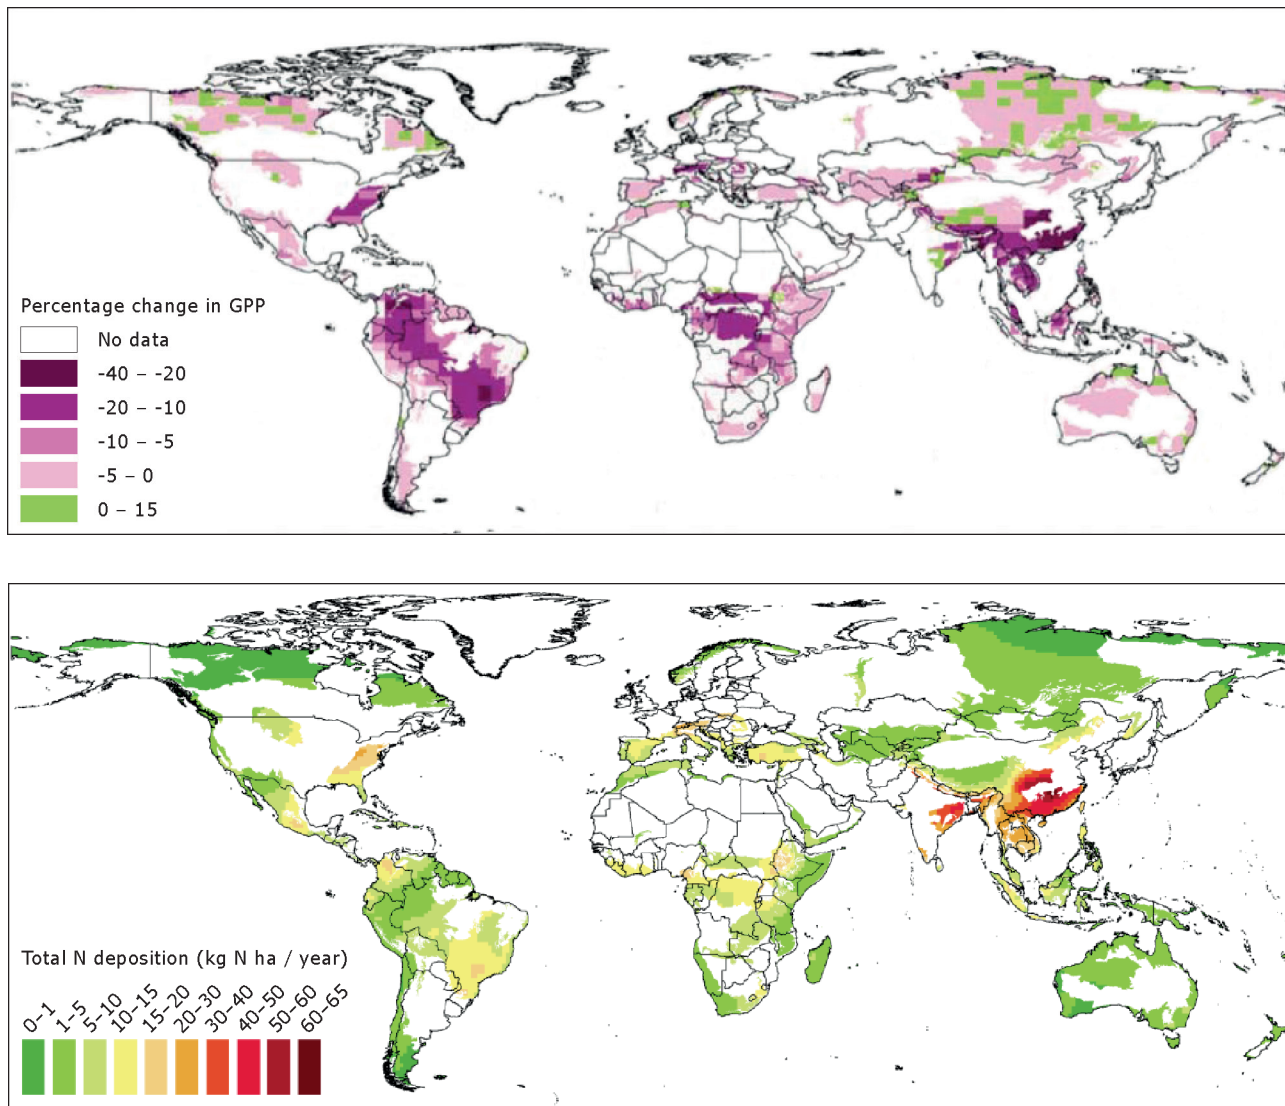 Percentage change in GPP
No data
-40 – -20
-20 – -10
-10 – -5
-5 – 0
0 – 15
Total N deposition (kg N ha / year)
0–1
1–5
5–10
10–15
15–20
20–30
30–40
40–50
50–60
60–65